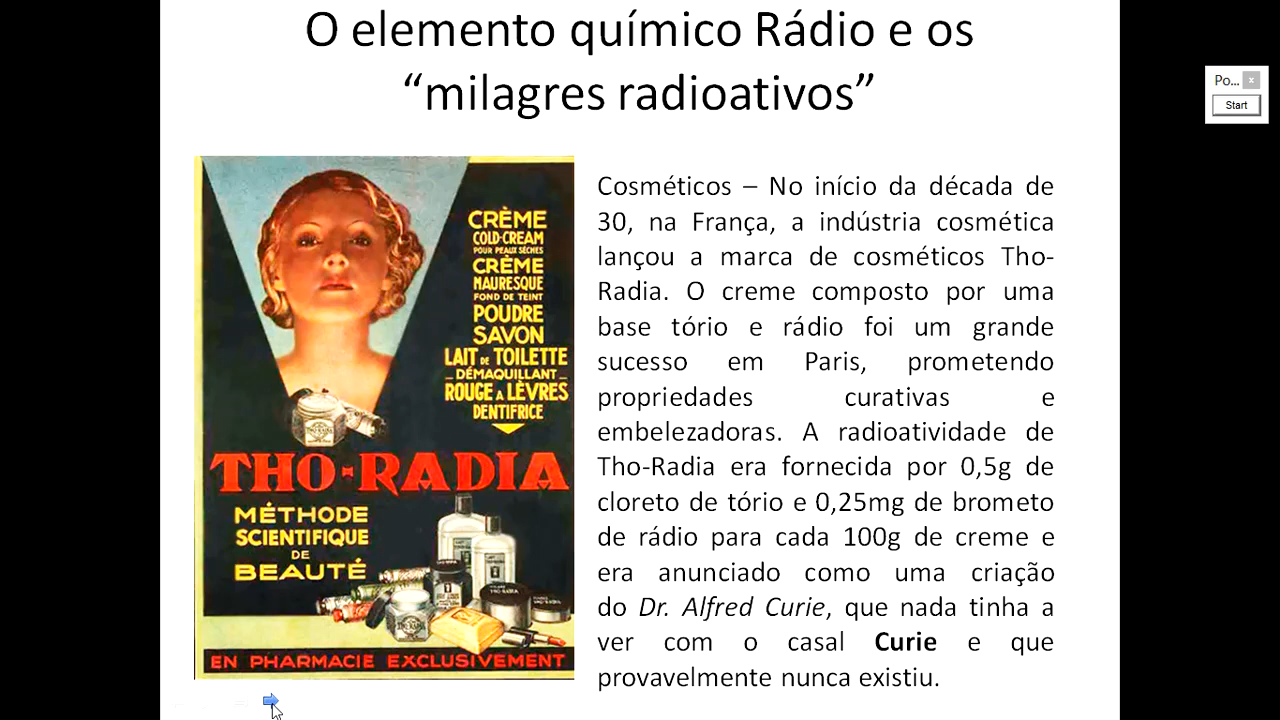 O elemento químico Rádio e os
“milagres radioativos”
Po...
x
Start
CRÈME
COLD-CREAM
POUR PEAUX SÈCHES
CRÈME
MAURESQUE
FOND DE TEINT
POUDRE
SAVON
LAIT DE TOILETTE
DÉMAQUILLANT
ROUGE A LÈVRES
DENTIFRICE
THO-RADIA
MÉTHODE
SCIENTIFIQUE
DE
BEAUTÉ
EN PHARMACIE EXCLUSIVEMENT
Cosméticos – No início da década de
30, na França, a indústria cosmética
lançou a marca de cosméticos Tho-
Radia. O creme composto por uma
base tório e rádio foi um grande
sucesso em Paris, prometendo
propriedades curativas e
embelezadoras. A radioatividade de
Tho-Radia era fornecida por 0,5g de
cloreto de tório e 0,25mg de brometo
de rádio para cada 100g de creme e
era anunciado como uma criação
do Dr. Alfred Curie, que nada tinha a
ver com o casal Curie e que
provavelmente nunca existiu.